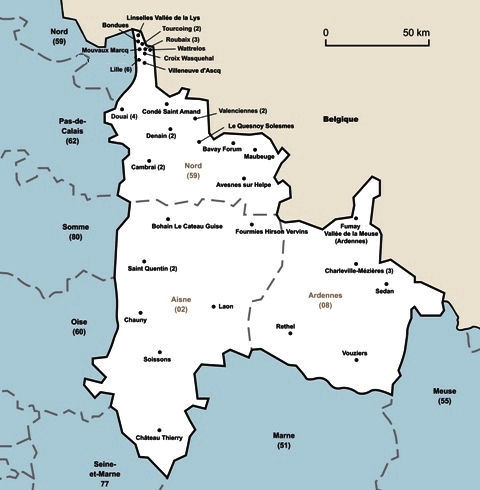 Linselles Vallée de la Lys
Bondues
Tourcoing (2)
Nord
(59)
Roubaix (3)
Mouvaux Marcq
Wattrelos
Croix Wasquehal
Lille (6)
Villeneuve d'Ascq
0
50 km
Condé Saint Amand
Douai (4)
Valenciennes (2)
Belgique
Pas-de-
Calais
(62)
Le Quesnoy Solesmes
Denain (2)
Bavay Forum
Maubeuge
Cambrai (2)
Nord
(59)
Avesnes sur Helpe
Somme
(80)
Bohain Le Cateau Guise
Fourmies Hirson Vervins
Fumay
Vallée de la Meuse
(Ardennes)
Saint Quentin (2)
Charleville-Mézières (3)
Sedan
Aisne
(02)
Ardennes
(08)
Laon
Chauny
Oise
(60)
Rethel
Soissons
Vouziers
Meuse
(55)
Château Thierry
Marne
(51)
Seine-
et-Marne
77